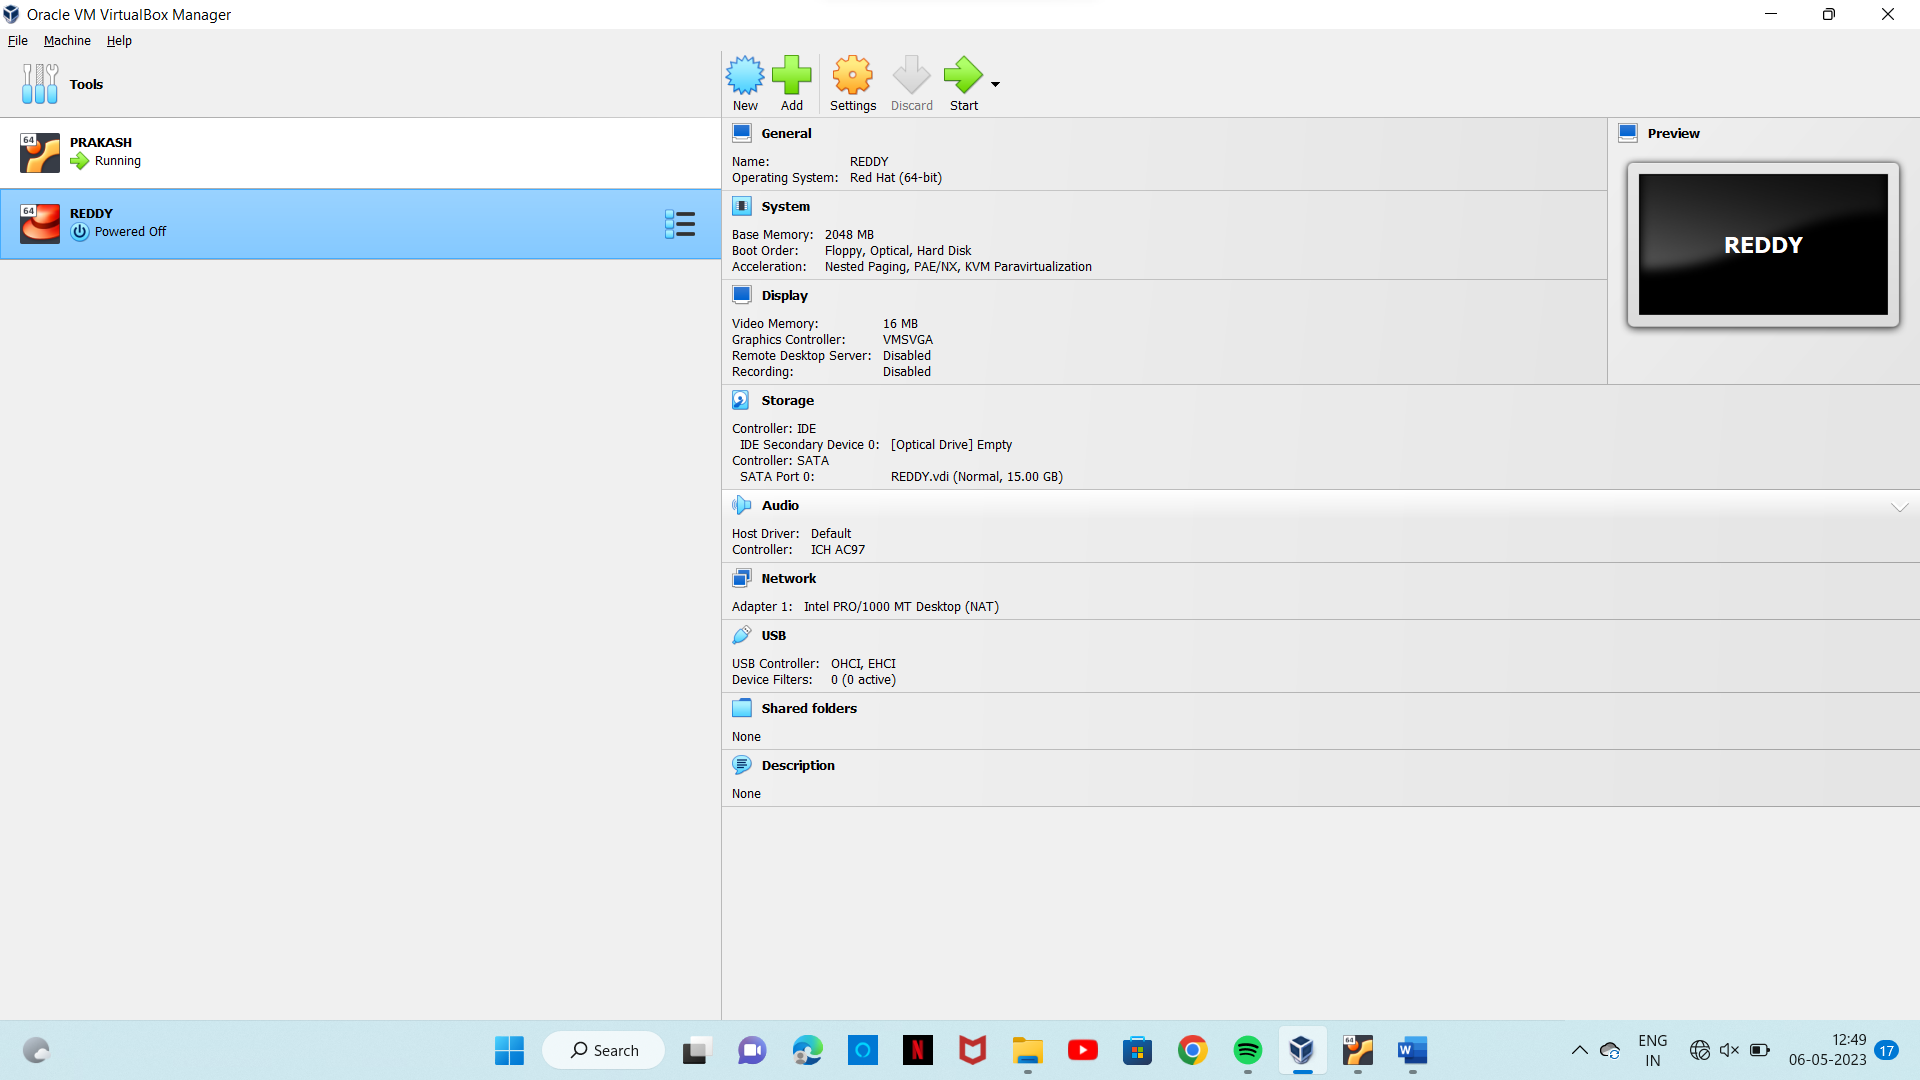 Oracle VM VirtualBox Manager
File Machine Help
Tools
New Add Settings Discard Start
64
PRAKASH
Running
64
REDDY
Powered Off
General
Name: REDDY
Operating System: Red Hat (64-bit)
System
Base Memory: 2048 MB
Boot Order: Floppy, Optical, Hard Disk
Acceleration: Nested Paging, PAE/NX, KVM Paravirtualization
Display
Video Memory: 16 MB
Graphics Controller: VMSVGA
Remote Desktop Server: Disabled
Recording: Disabled
Preview
REDDY
Storage
Controller: IDE
IDE Secondary Device 0: [Optical Drive] Empty
Controller: SATA
SATA Port 0: REDDY.vdi (Normal, 15.00 GB)
Audio
Host Driver: Default
Controller: ICH AC97
Network
Adapter 1: Intel PRO/1000 MT Desktop (NAT)
USB
USB Controller: OHCI, EHCI
Device Filters: 0 (0 active)
Shared folders
None
Description
None
Search
N
64
W
ENG
IN
12:49
06-05-2023
17